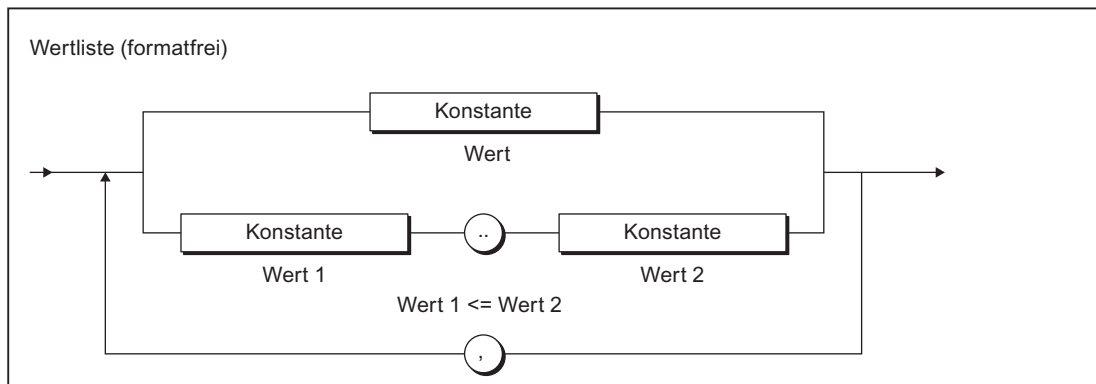 Wertliste (formatfrei)
Konstante
Wert
Konstante .. Konstante
Wert 1 Wert 2
Wert 1 <= Wert 2
,